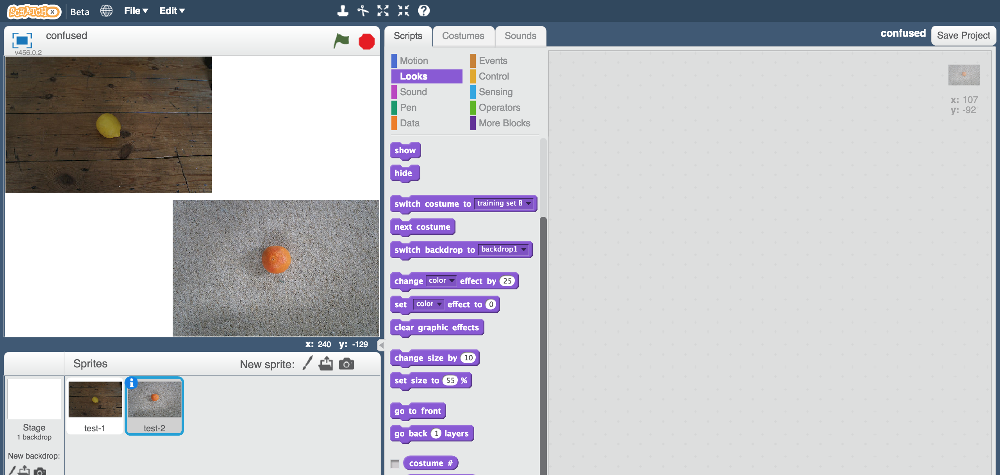 SCRATCHX
Beta
File
Edit
confused
v456.0.2
Scripts
Costumes
Sounds
confused
Save Project
Motion
Events
Looks
Control
Sound
Sensing
Pen
Operators
Data
More Blocks
x: 107
y: -92
show
hide
switch costume to training set B
next costume
switch backdrop to backdrop1
change color effect by 25
set color effect to 0
clear graphic effects
change size by 10
set size to 55 %
go to front
go back 1 layers
costume #
x: 240 y: -129
Sprites
New sprite:
Stage
1 backdrop
New backdrop:
test-1
test-2